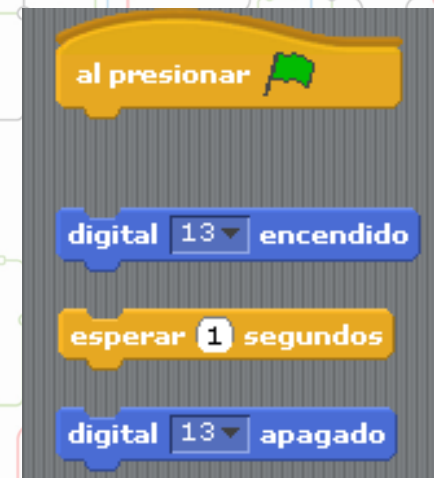 al presionar
digital 13 encendido
esperar 1 segundos
digital 13 apagado